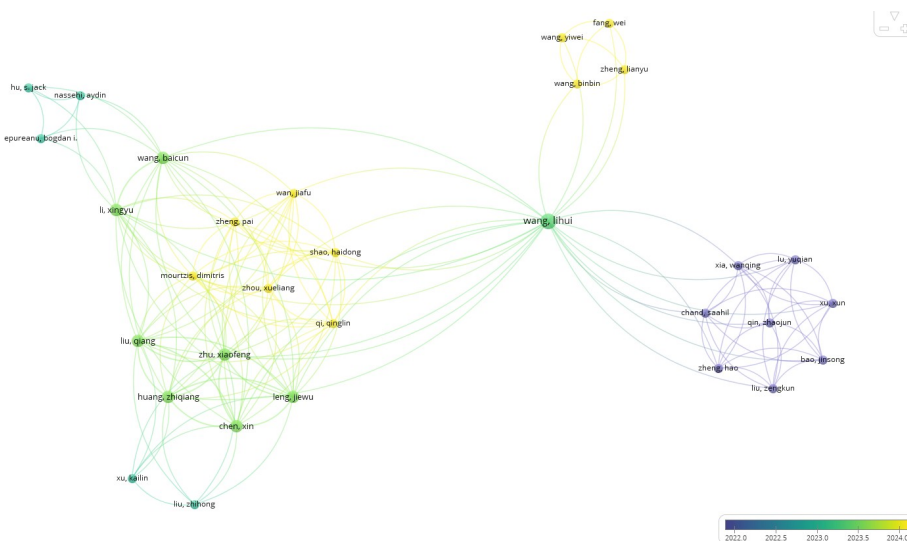 fang, wei
wang, yiwei
zheng, lianyu
wang, binbin
hu, s. jack
nassehi, aydin
epureanu, bogdan i.
wang, baicun
wan, jiafu
li, xingyu
zheng, pai
wang, lihui
shao, haidong
mourtzis, dimitris
zhou, xueliang
xia, wanqing
lu, yuqian
xu, xun
chand, saahil
qin, zhaojun
qi, qinglin
liu, qiang
zhu, xiaofeng
bao, jinsong
zheng, hao
liu, zengkun
huang, zhiqiang
leng, jiewu
chen, xin
xu, kailin
liu, zhihong
2022.0 2022.5 2023.0 2023.5 2024.0